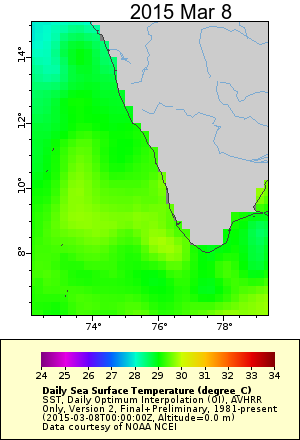 2015 Mar 8
14°
12°
10°
8°
74° 76° 78°
24 25 26 27 28 29 30 31 32 33 34
Daily Sea Surface Temperature (degree_C)
SST, Daily Optimum Interpolation (OI), AVHRR
Only, Version 2, Final+Preliminary, 1981-present
(2015-03-08T00:00:00Z, Altitude=0.0 m)
Data courtesy of NOAA NCEI